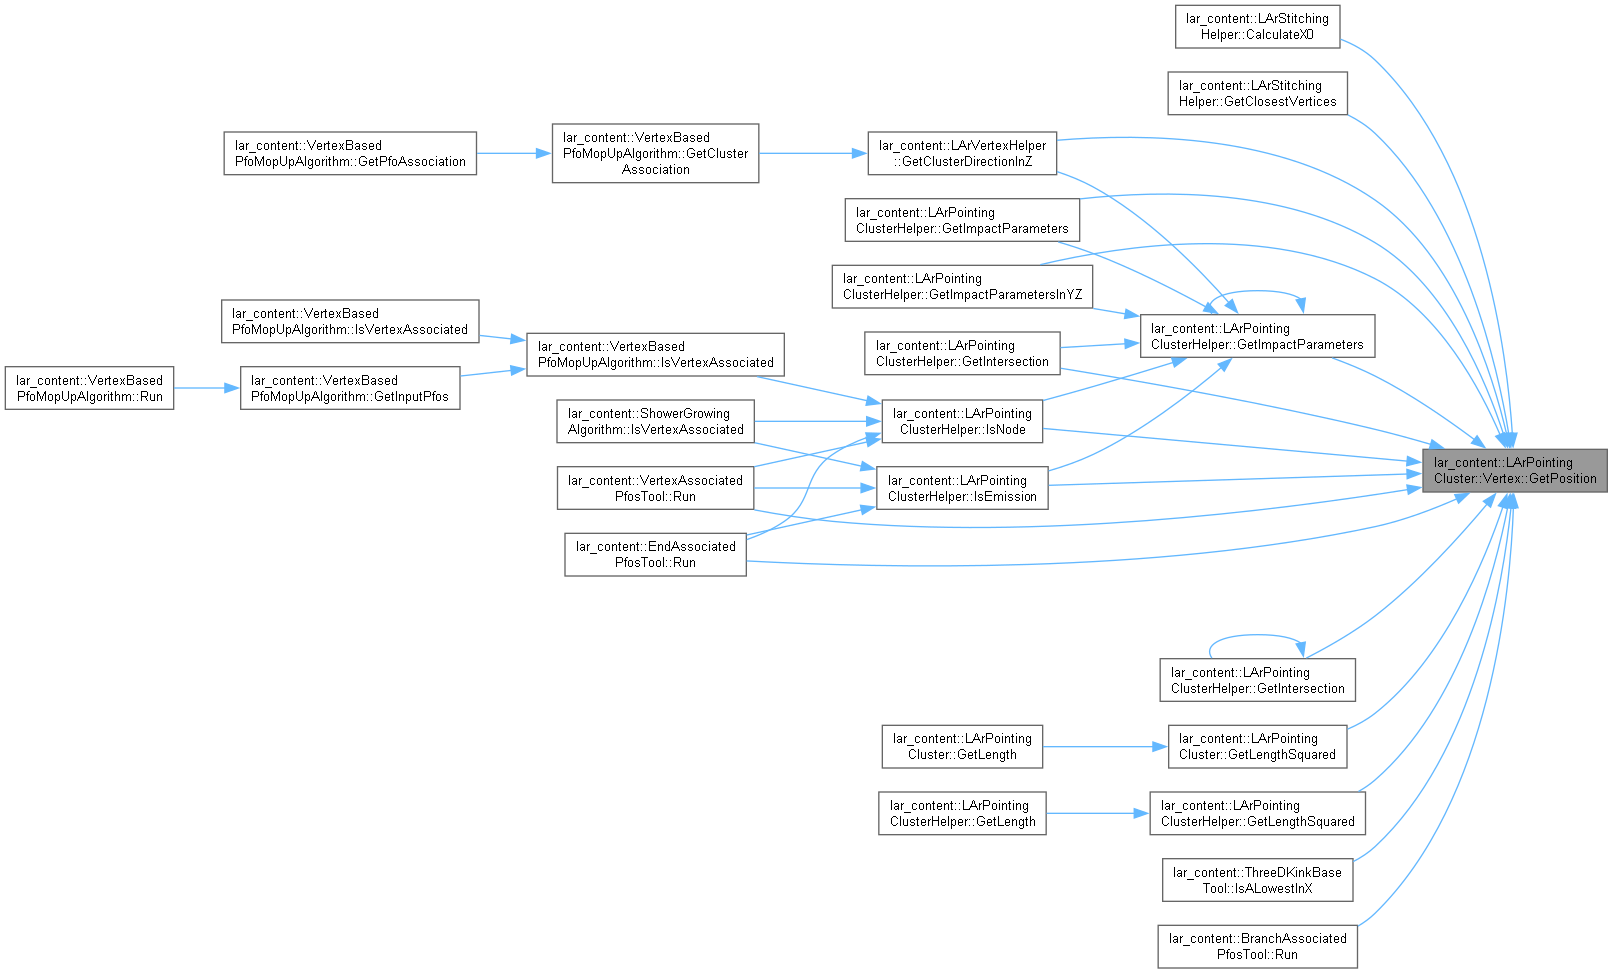 lar_content::LArStitching
Helper::CalculateX0
lar_content::LArStitching
Helper::GetClosestVertices
lar_content::VertexBased
PfoMopUpAlgorithm::GetPfoAssociation
lar_content::VertexBased
PfoMopUpAlgorithm::GetCluster
Association
lar_content::LArVertexHelper
::GetClusterDirectionInZ
lar_content::LArPointing
ClusterHelper::GetImpactParameters
lar_content::LArPointing
ClusterHelper::GetImpactParametersInYZ
lar_content::VertexBased
PfoMopUpAlgorithm::IsVertexAssociated
lar_content::LArPointing
ClusterHelper::GetImpactParameters
lar_content::VertexBased
PfoMopUpAlgorithm::IsVertexAssociated
lar_content::LArPointing
ClusterHelper::GetIntersection
lar_content::VertexBased
PfoMopUpAlgorithm::Run
lar_content::VertexBased
PfoMopUpAlgorithm::GetInputPfos
lar_content::ShowerGrowing
Algorithm::IsVertexAssociated
lar_content::LArPointing
ClusterHelper::IsNode
lar_content::LArPointing
Cluster::Vertex::GetPosition
lar_content::VertexAssociated
PfosTool::Run
lar_content::LArPointing
ClusterHelper::IsEmission
lar_content::EndAssociated
PfosTool::Run
lar_content::LArPointing
ClusterHelper::GetIntersection
lar_content::LArPointing
Cluster::GetLength
lar_content::LArPointing
Cluster::GetLengthSquared
lar_content::LArPointing
ClusterHelper::GetLength
lar_content::LArPointing
ClusterHelper::GetLengthSquared
lar_content::ThreeDKinkBase
Tool::IsALowestInX
lar_content::BranchAssociated
PfosTool::Run